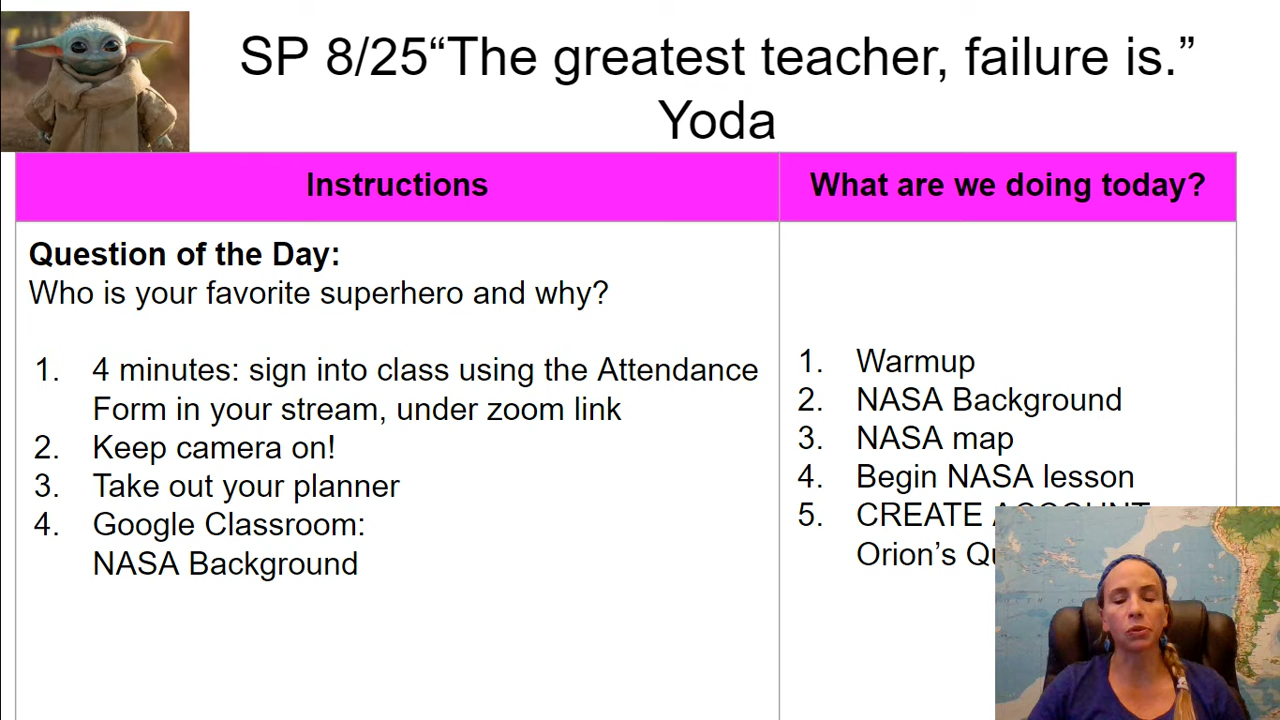 SP 8/25“The greatest teacher, failure is.”
Yoda
Instructions
What are we doing today?
Question of the Day:
Who is your favorite superhero and why?
1. 4 minutes: sign into class using the Attendance
Form in your stream, under zoom link
2. Keep camera on!
3. Take out your planner
4. Google Classroom:
NASA Background
1. Warmup
2. NASA Background
3. NASA map
4. Begin NASA lesson
5. CREATE ACCOUNT
Orion’s